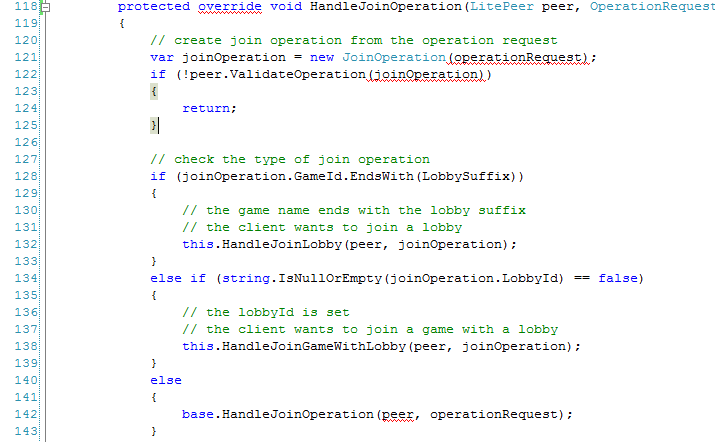 118 protected override void HandleJoinOperation(LitePeer peer, OperationRequest
119 {
120 // create join operation from the operation request
121 var joinOperation = new JoinOperation(operationRequest);
122 if (!peer.ValidateOperation(joinOperation))
123 {
124 return;
125 }
126
127 // check the type of join operation
128 if (joinOperation.GameId.EndsWith(LobbySuffix))
129 {
130 // the game name ends with the lobby suffix
131 // the client wants to join a lobby
132 this.HandleJoinLobby(peer, joinOperation);
133 }
134 else if (string.IsNullOrEmpty(joinOperation.LobbyId) == false)
135 {
136 // the lobbyId is set
137 // the client wants to join a game with a lobby
138 this.HandleJoinGameWithLobby(peer, joinOperation);
139 }
140 else
141 {
142 base.HandleJoinOperation(peer, operationRequest);
143 }